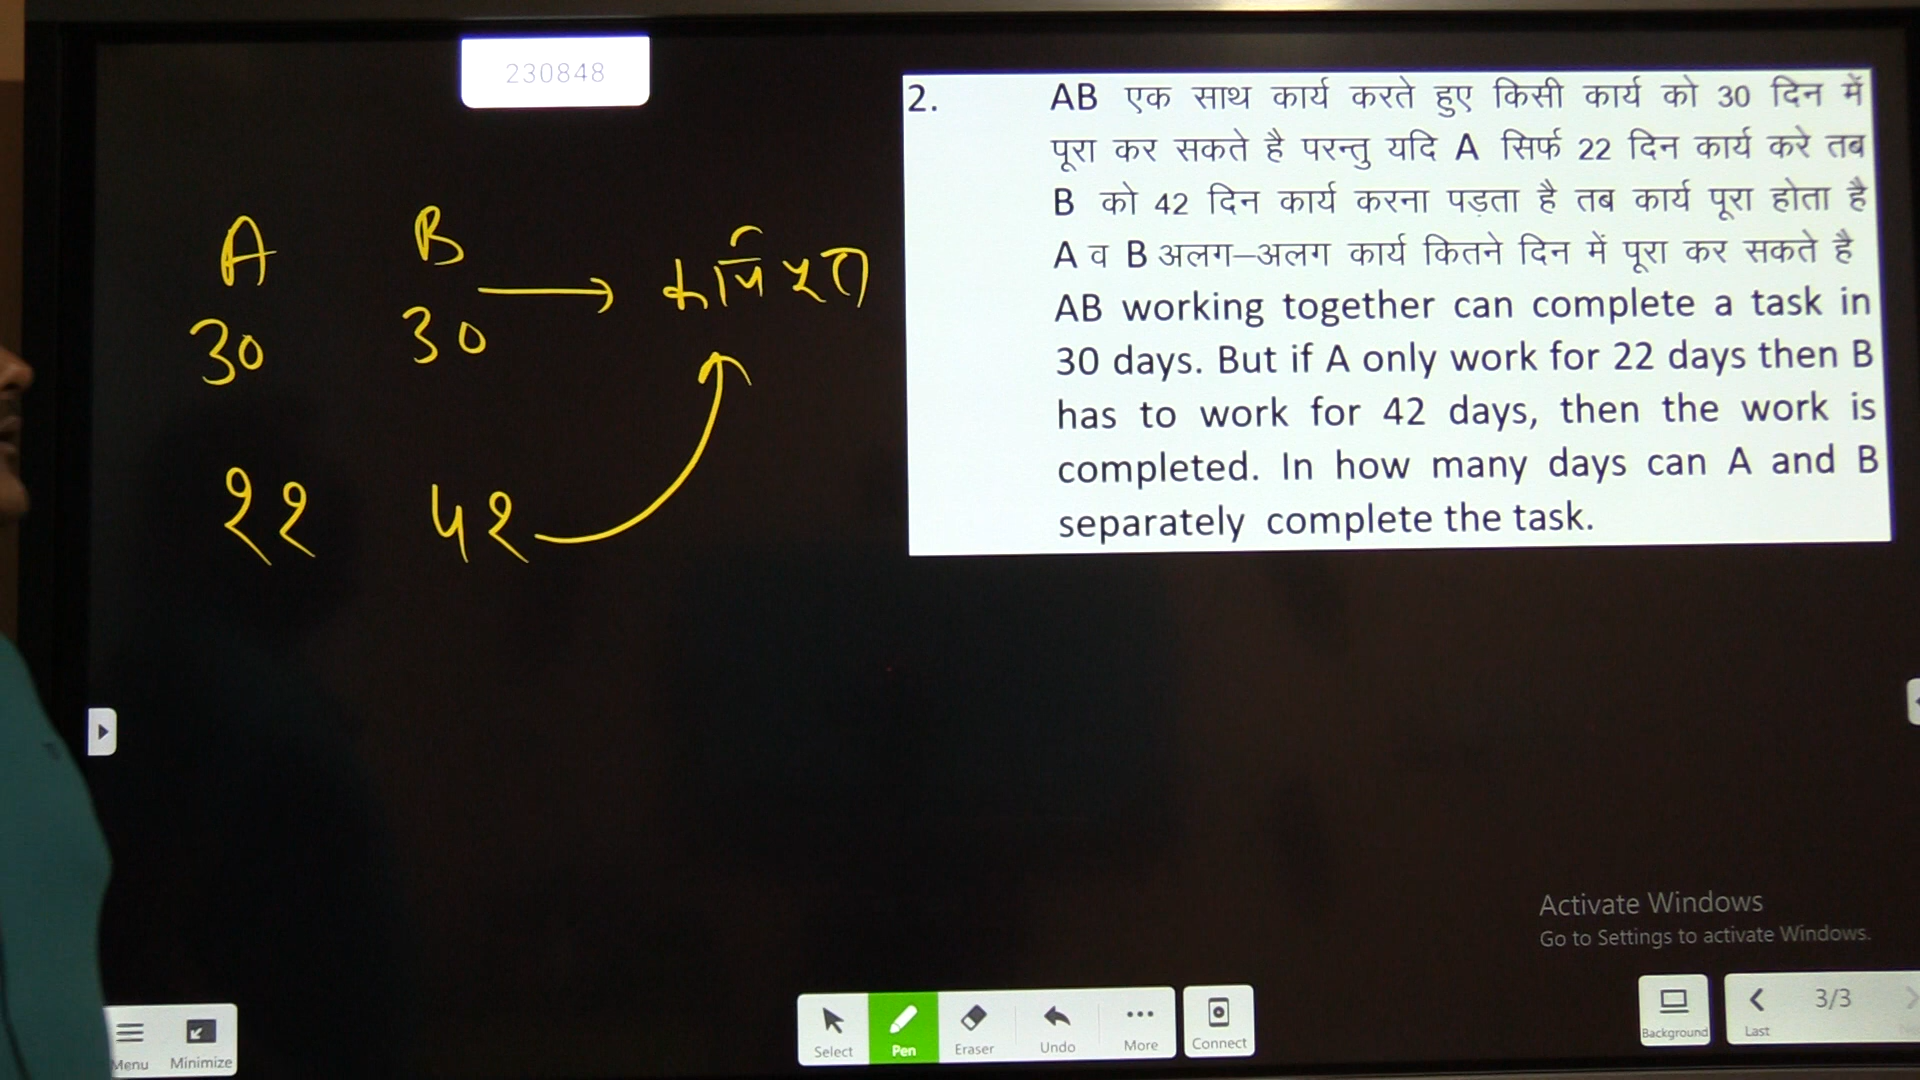 230848
2. AB एक साथ कार्य करते हुए किसी कार्य को 30 दिन में
पूरा कर सकते है परन्तु यदि A सिर्फ 22 दिन कार्य करे तब
B को 42 दिन कार्य करना पड़ता है तब कार्य पूरा होता है
A व B अलग–अलग कार्य कितने दिन में पूरा कर सकते है
AB working together can complete a task in
30 days. But if A only work for 22 days then B
has to work for 42 days, then the work is
completed. In how many days can A and B
separately complete the task.
A B
30 30
२२ ५२
Activate Windows
Go to Settings to activate Windows.
Menu Minimize
Select Pen Eraser Undo More Connect
Background Last 3/3